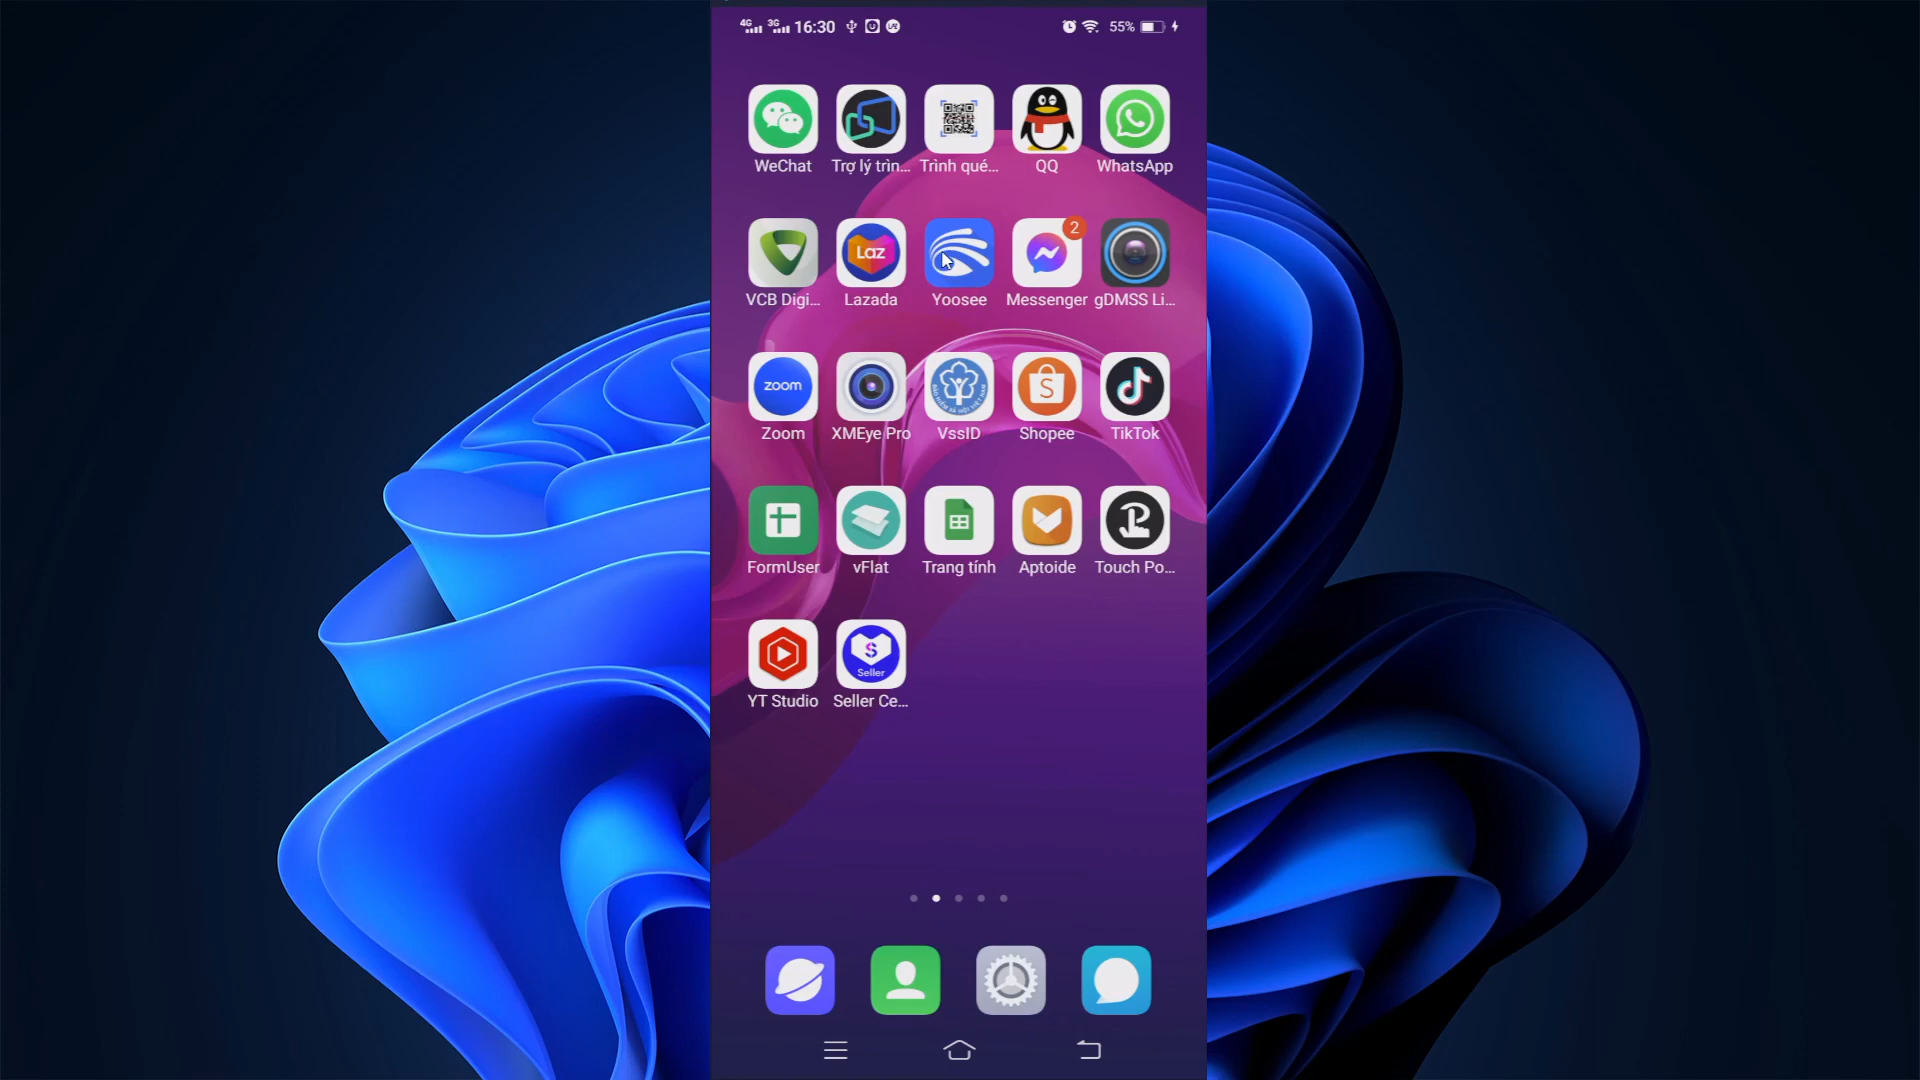 4G 3G 16:30 55%
WeChat Trợ lý trìn... Trình qué... QQ WhatsApp
Laz 2
VCB Digi... Lazada Yoosee Messenger gDMSS Li...
zoom
Zoom XMEye Pro VssID Shopee TikTok
FormUser vFlat Trang tính Aptoide Touch Po...
Seller
YT Studio Seller Ce...